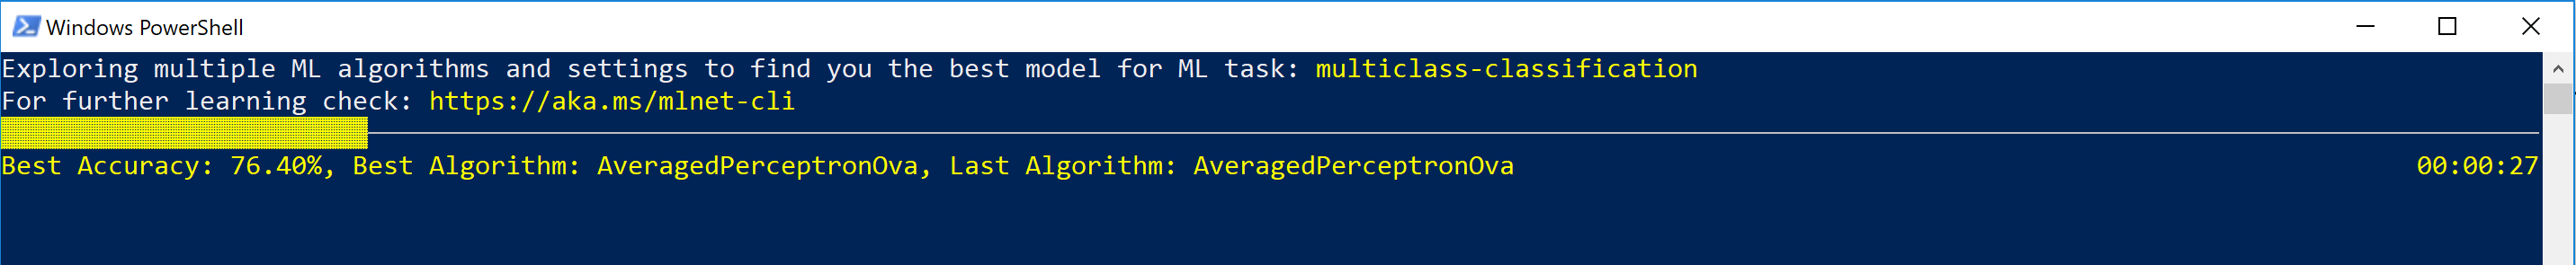 Windows PowerShell
Exploring multiple ML algorithms and settings to find you the best model for ML task: multiclass-classification
For further learning check: https://aka.ms/mlnet-cli
Best Accuracy: 76.40%, Best Algorithm: AveragedPerceptronOva, Last Algorithm: AveragedPerceptronOva 00:00:27